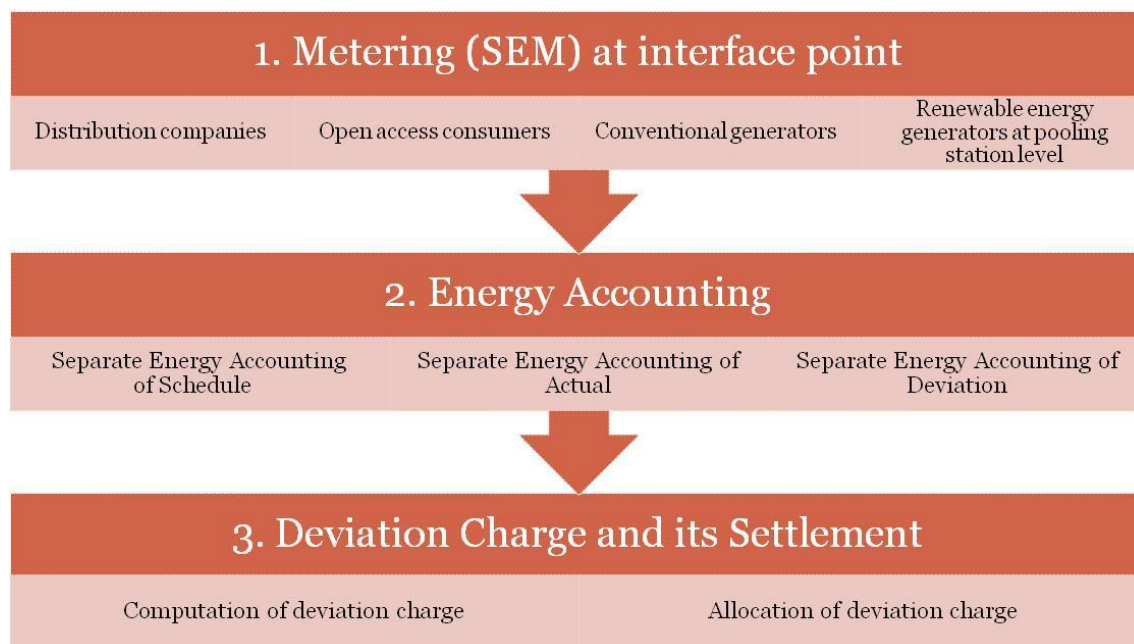 1. Metering (SEM) at interface point
Distribution companies
Open access consumers
Conventional generators
Renewable energy
generators at pooling
station level
2. Energy Accounting
Separate Energy Accounting
of Schedule
Separate Energy Accounting of
Actual
Separate Energy Accounting of
Deviation
3. Deviation Charge and its Settlement
Computation of deviation charge
Allocation of deviation charge